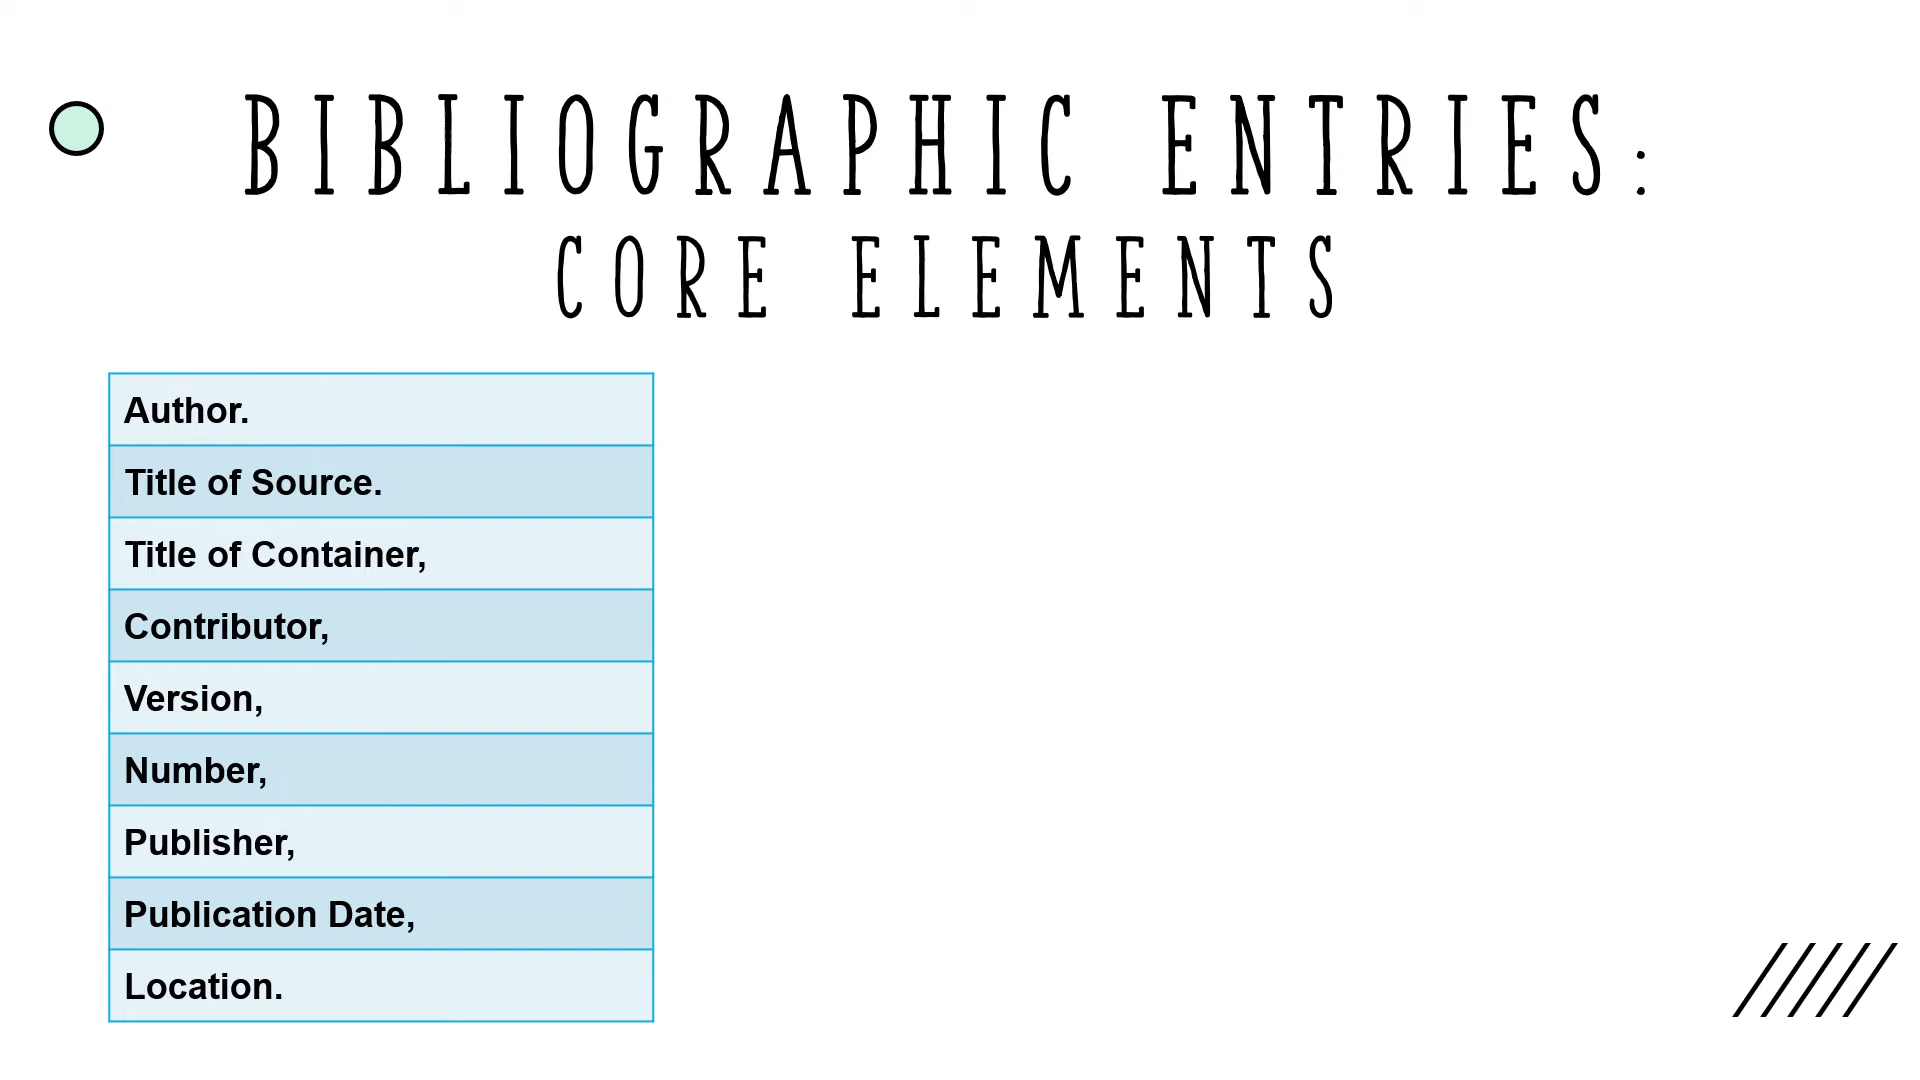 BIBLIOGRAPHIC ENTRIES:
CORE ELEMENTS
Author.
Title of Source.
Title of Container,
Contributor,
Version,
Number,
Publisher,
Publication Date,
Location.